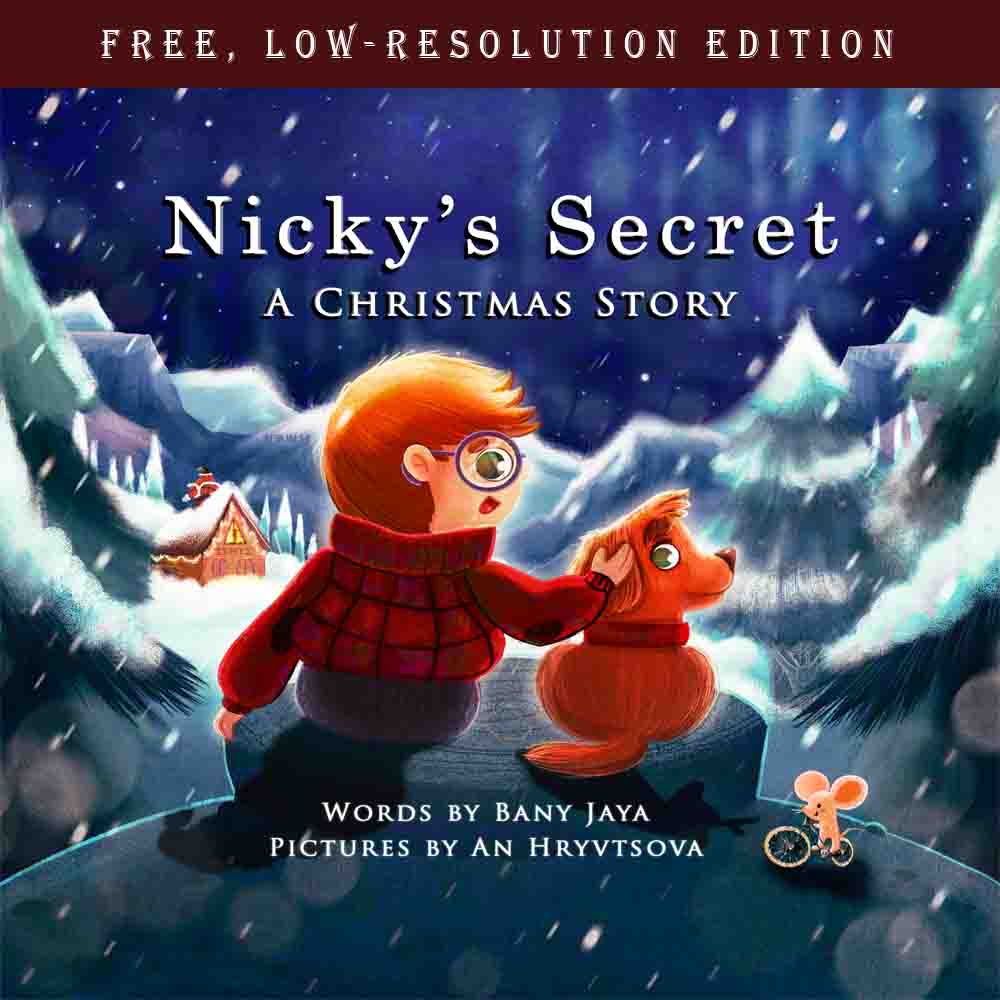 FREE, LOW-RESOLUTION EDITION
Nicky's Secret
A Christmas Story
Words by Bany Jaya
Pictures by An Hryvtsova